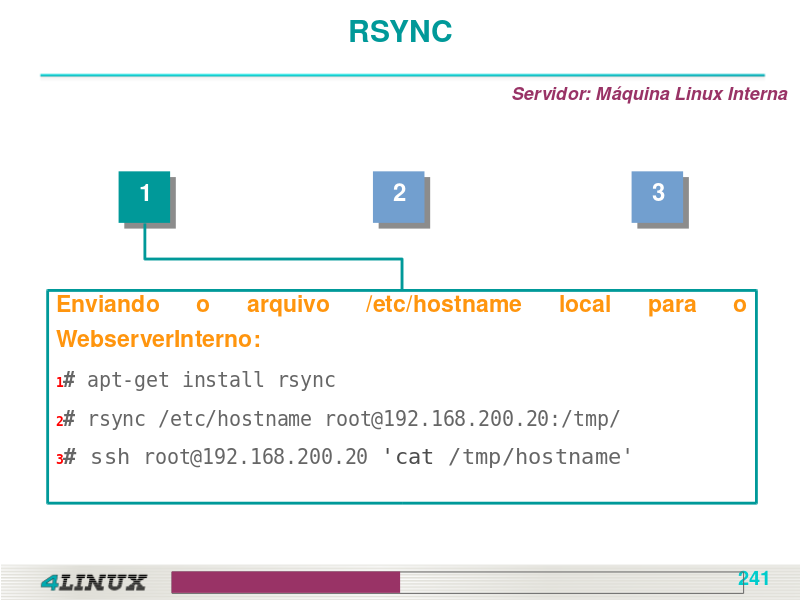 RSYNC
Servidor: Máquina Linux Interna
1 2 3
Enviando o arquivo /etc/hostname local para o
WebserverInterno:
1# apt-get install rsync
2# rsync /etc/hostname root@192.168.200.20:/tmp/
3# ssh root@192.168.200.20 'cat /tmp/hostname'
4LINUX
241